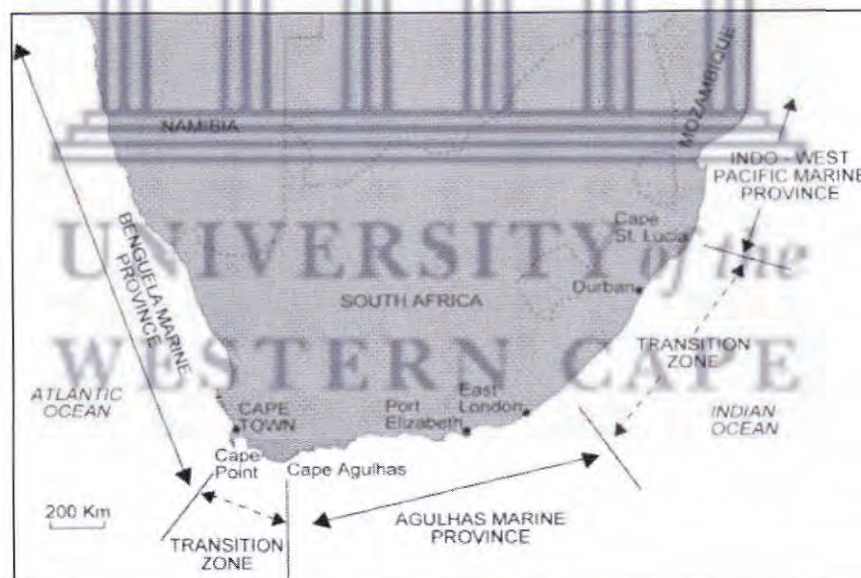 NAMIBIA
MOZAMBIQUE
INDO - WEST
PACIFIC MARINE
PROVINCE
BENGUELA MARINE
PROVINCE
Cape
St. Lucia
UNIVERSITY of the
Durban
SOUTH AFRICA
TRANSITION
ZONE
WESTERN CAPE
ATLANTIC
OCEAN
CAPE
TOWN
Port
Elizabeth
East
London
INDIAN
OCEAN
Cape
Point
Cape Agulhas
200 Km
TRANSITION
ZONE
AGULHAS MARINE
PROVINCE